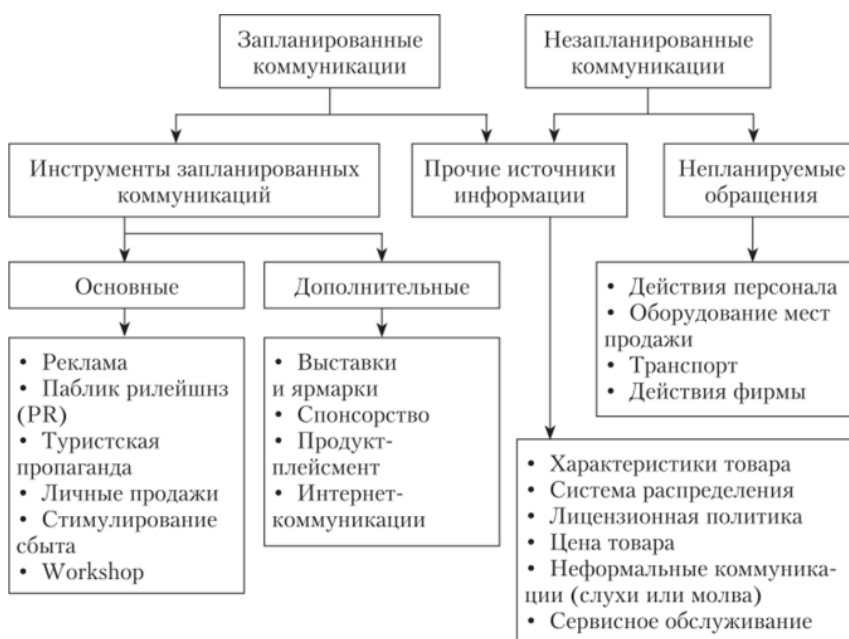 Запланированные
коммуникации
Незапланированные
коммуникации
Инструменты запланированных
коммуникаций
Прочие источники
информации
Непланируемые
обращения
Основные
Дополнительные
• Реклама
• Паблик рилейшнз
(PR)
• Туристская
пропаганда
• Личные продажи
• Стимулирование
сбыта
• Workshop
• Выставки
и ярмарки
• Спонсорство
• Продукт-
плейсмент
• Интернет-
коммуникации
• Действия персонала
• Оборудование мест
продажи
• Транспорт
• Действия фирмы
• Характеристики товара
• Система распределения
• Лицензионная политика
• Цена товара
• Неформальные коммуника-
ции (слухи или молва)
• Сервисное обслуживание